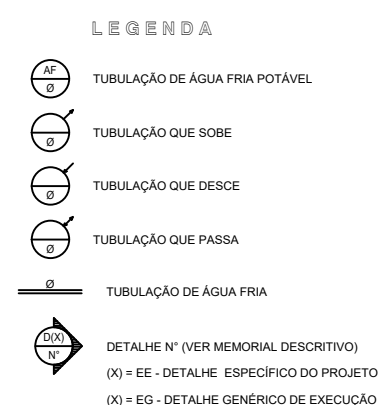 LEGENDA
AF
Ø
TUBULAÇÃO DE ÁGUA FRIA POTÁVEL
Ø
TUBULAÇÃO QUE SOBE
Ø
TUBULAÇÃO QUE DESCE
Ø
TUBULAÇÃO QUE PASSA
Ø
TUBULAÇÃO DE ÁGUA FRIA
D(X)
N°
DETALHE N° (VER MEMORIAL DESCRITIVO)
(X) = EE - DETALHE ESPECÍFICO DO PROJETO
(X) = EG - DETALHE GENÉRICO DE EXECUÇÃO